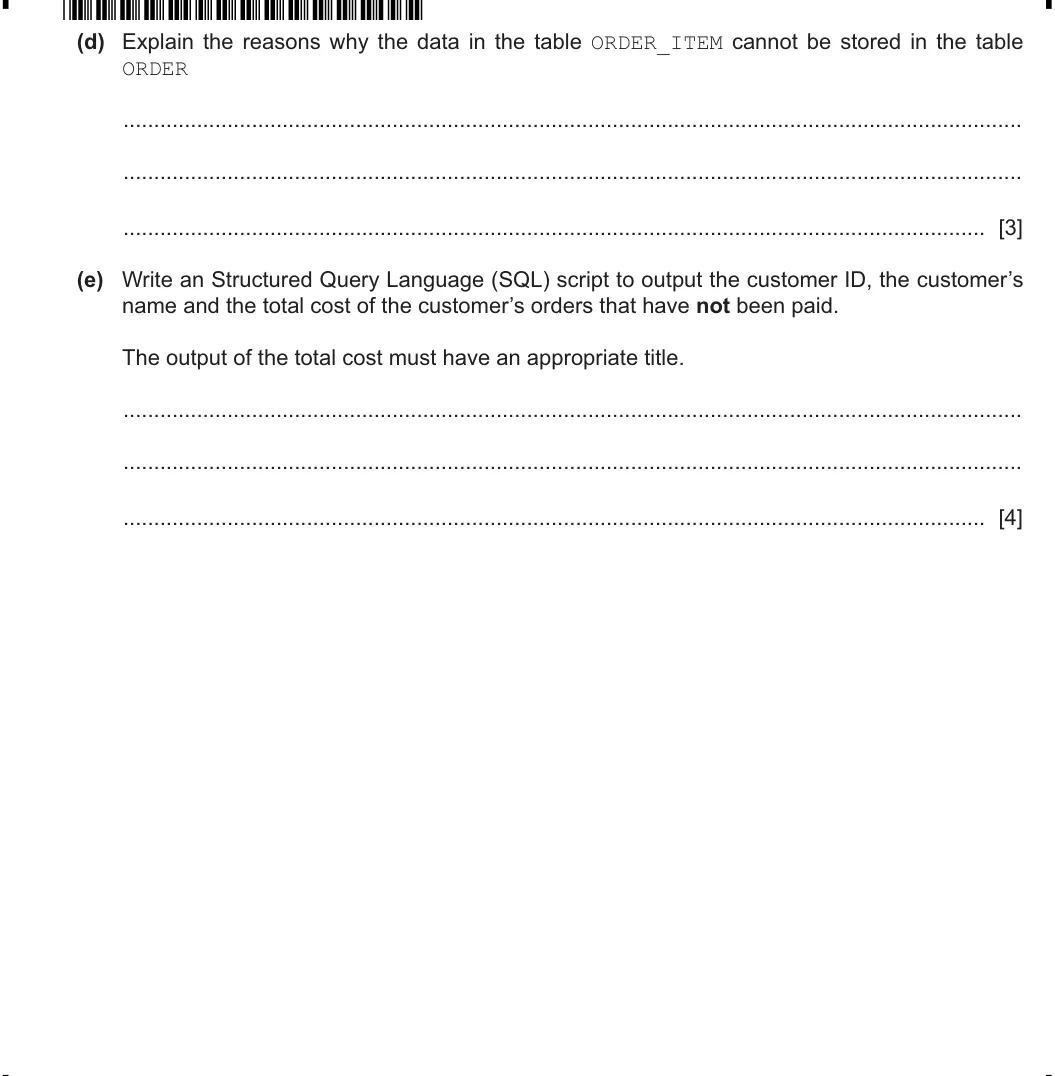 (d) Explain the reasons why the data in the table ORDER_ITEM cannot be stored in the table
ORDER
..........................................................................................................................................................
..........................................................................................................................................................
.................................................................................................................................................... [3]
(e) Write an Structured Query Language (SQL) script to output the customer ID, the customer’s
name and the total cost of the customer’s orders that have not been paid.
The output of the total cost must have an appropriate title.
..........................................................................................................................................................
..........................................................................................................................................................
.................................................................................................................................................... [4]